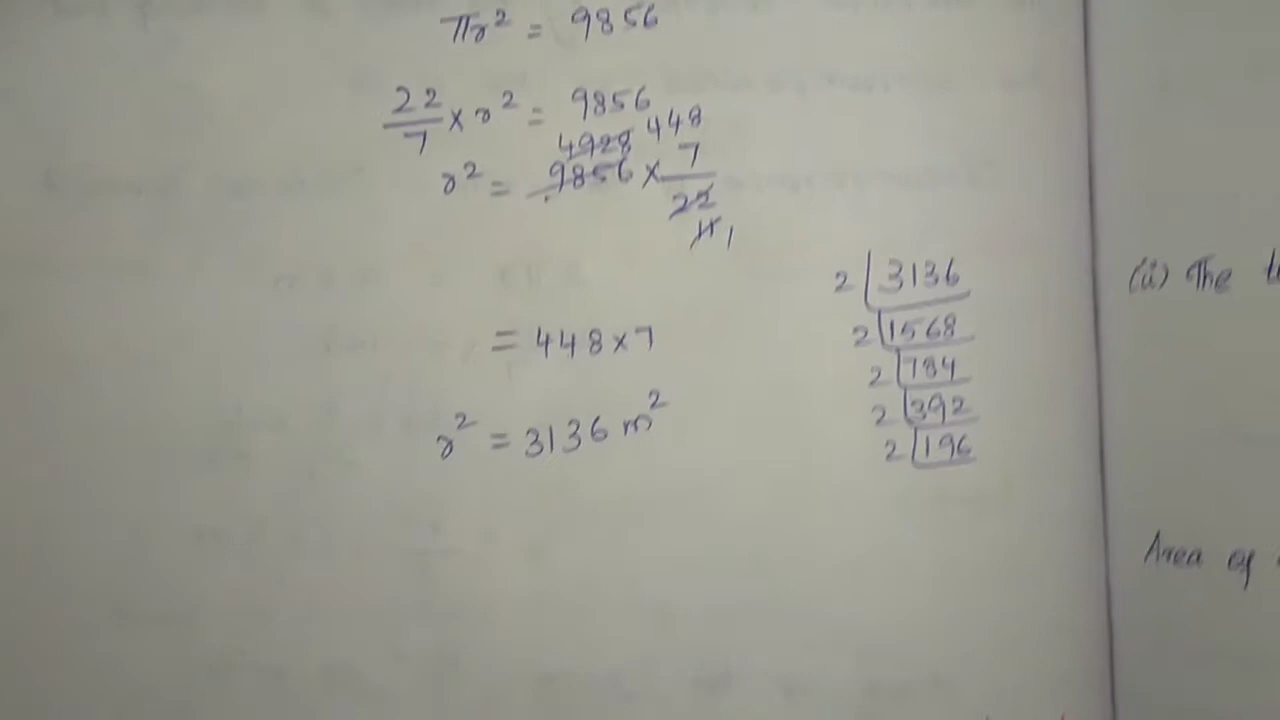 πr² = 9856
22/7 × r² = 9856
4928 448
r² = 9856 × 7/22
11 1
= 448 × 7
r² = 3136 m²
2 | 3136
2 | 1568
2 | 784
2 | 392
2 | 196
(ii) The
Area of